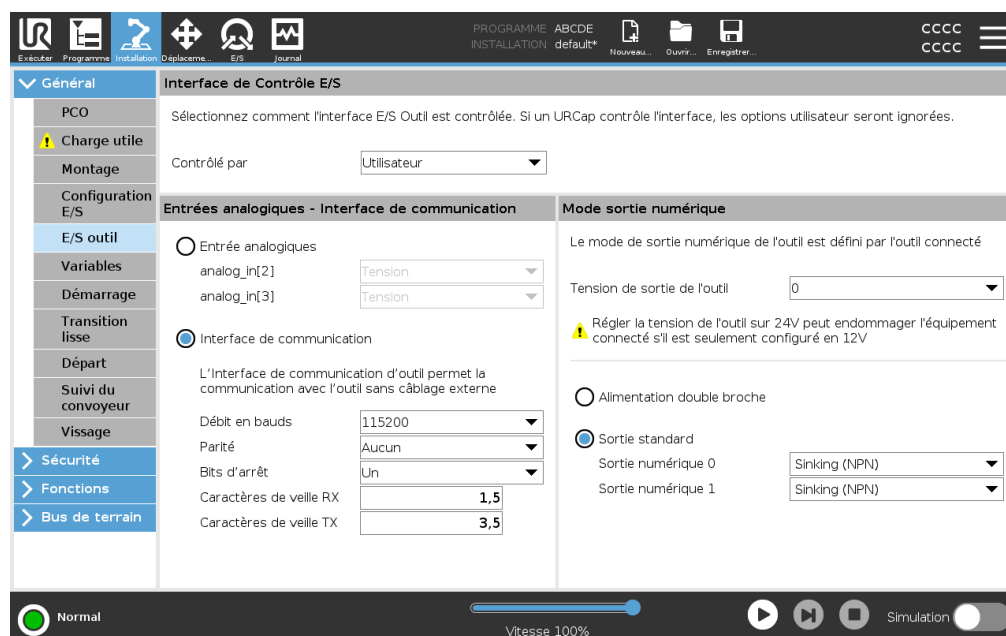 PROGRAMME ABCDE
INSTALLATION default*
CCCC
CCCC
Exécuter
Programme
Installation
Déplaceme...
E/S
Journal
Nouveau...
Ouvrir...
Enregistrer...
Général
PCO
Charge utile
Montage
Configuration
E/S
E/S outil
Variables
Démarrage
Transition
lisse
Départ
Suivi du
convoyeur
Vissage
Sécurité
Fonctions
Bus de terrain
Interface de Contrôle E/S
Sélectionnez comment l'interface E/S Outil est contrôlée. Si un URCap contrôle l'interface, les options utilisateur seront ignorées.
Contrôlé par
Utilisateur
Entrées analogiques - Interface de communication
Entrée analogiques
analog_in[2]
Tension
analog_in[3]
Tension
Interface de communication
L'Interface de communication d'outil permet la
communication avec l'outil sans câblage externe
Débit en bauds
115200
Parité
Aucun
Bits d'arrêt
Un
Caractères de veille RX
1,5
Caractères de veille TX
3,5
Mode sortie numérique
Le mode de sortie numérique de l'outil est défini par l'outil connecté
Tension de sortie de l'outil
0
Régler la tension de l'outil sur 24V peut endommager l'équipement
connecté s'il est seulement configuré en 12V
Alimentation double broche
Sortie standard
Sortie numérique 0
Sinking (NPN)
Sortie numérique 1
Sinking (NPN)
Normal
Vitesse 100%
Simulation